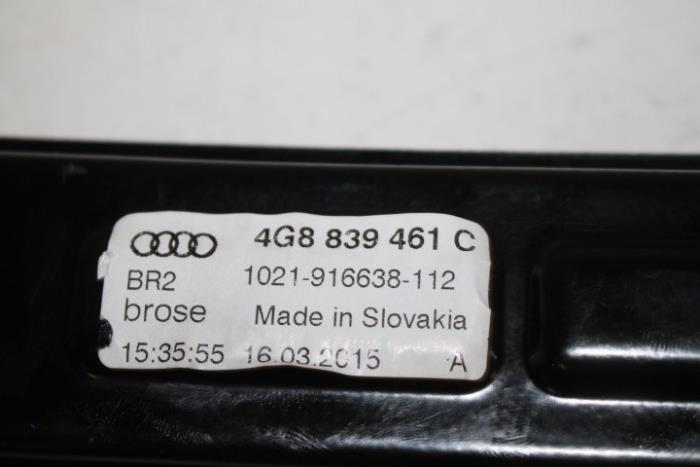 4G8 839 461 C
BR2 1021-916638-112
brose Made in Slovakia
15:35:55 16.03.2015 A